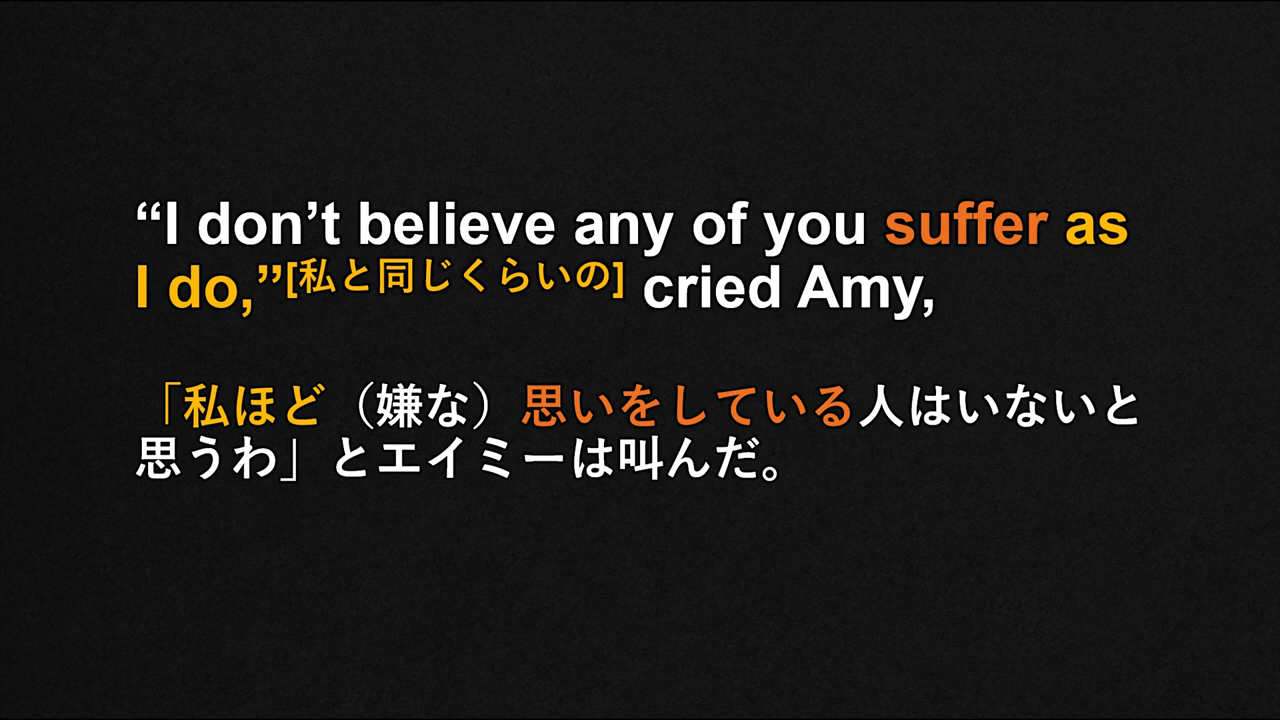 “I don’t believe any of you suffer as
I do,”[私と同じくらいの] cried Amy,
「私ほど（嫌な）思いをしている人はいないと
思うわ」とエイミーは叫んだ。